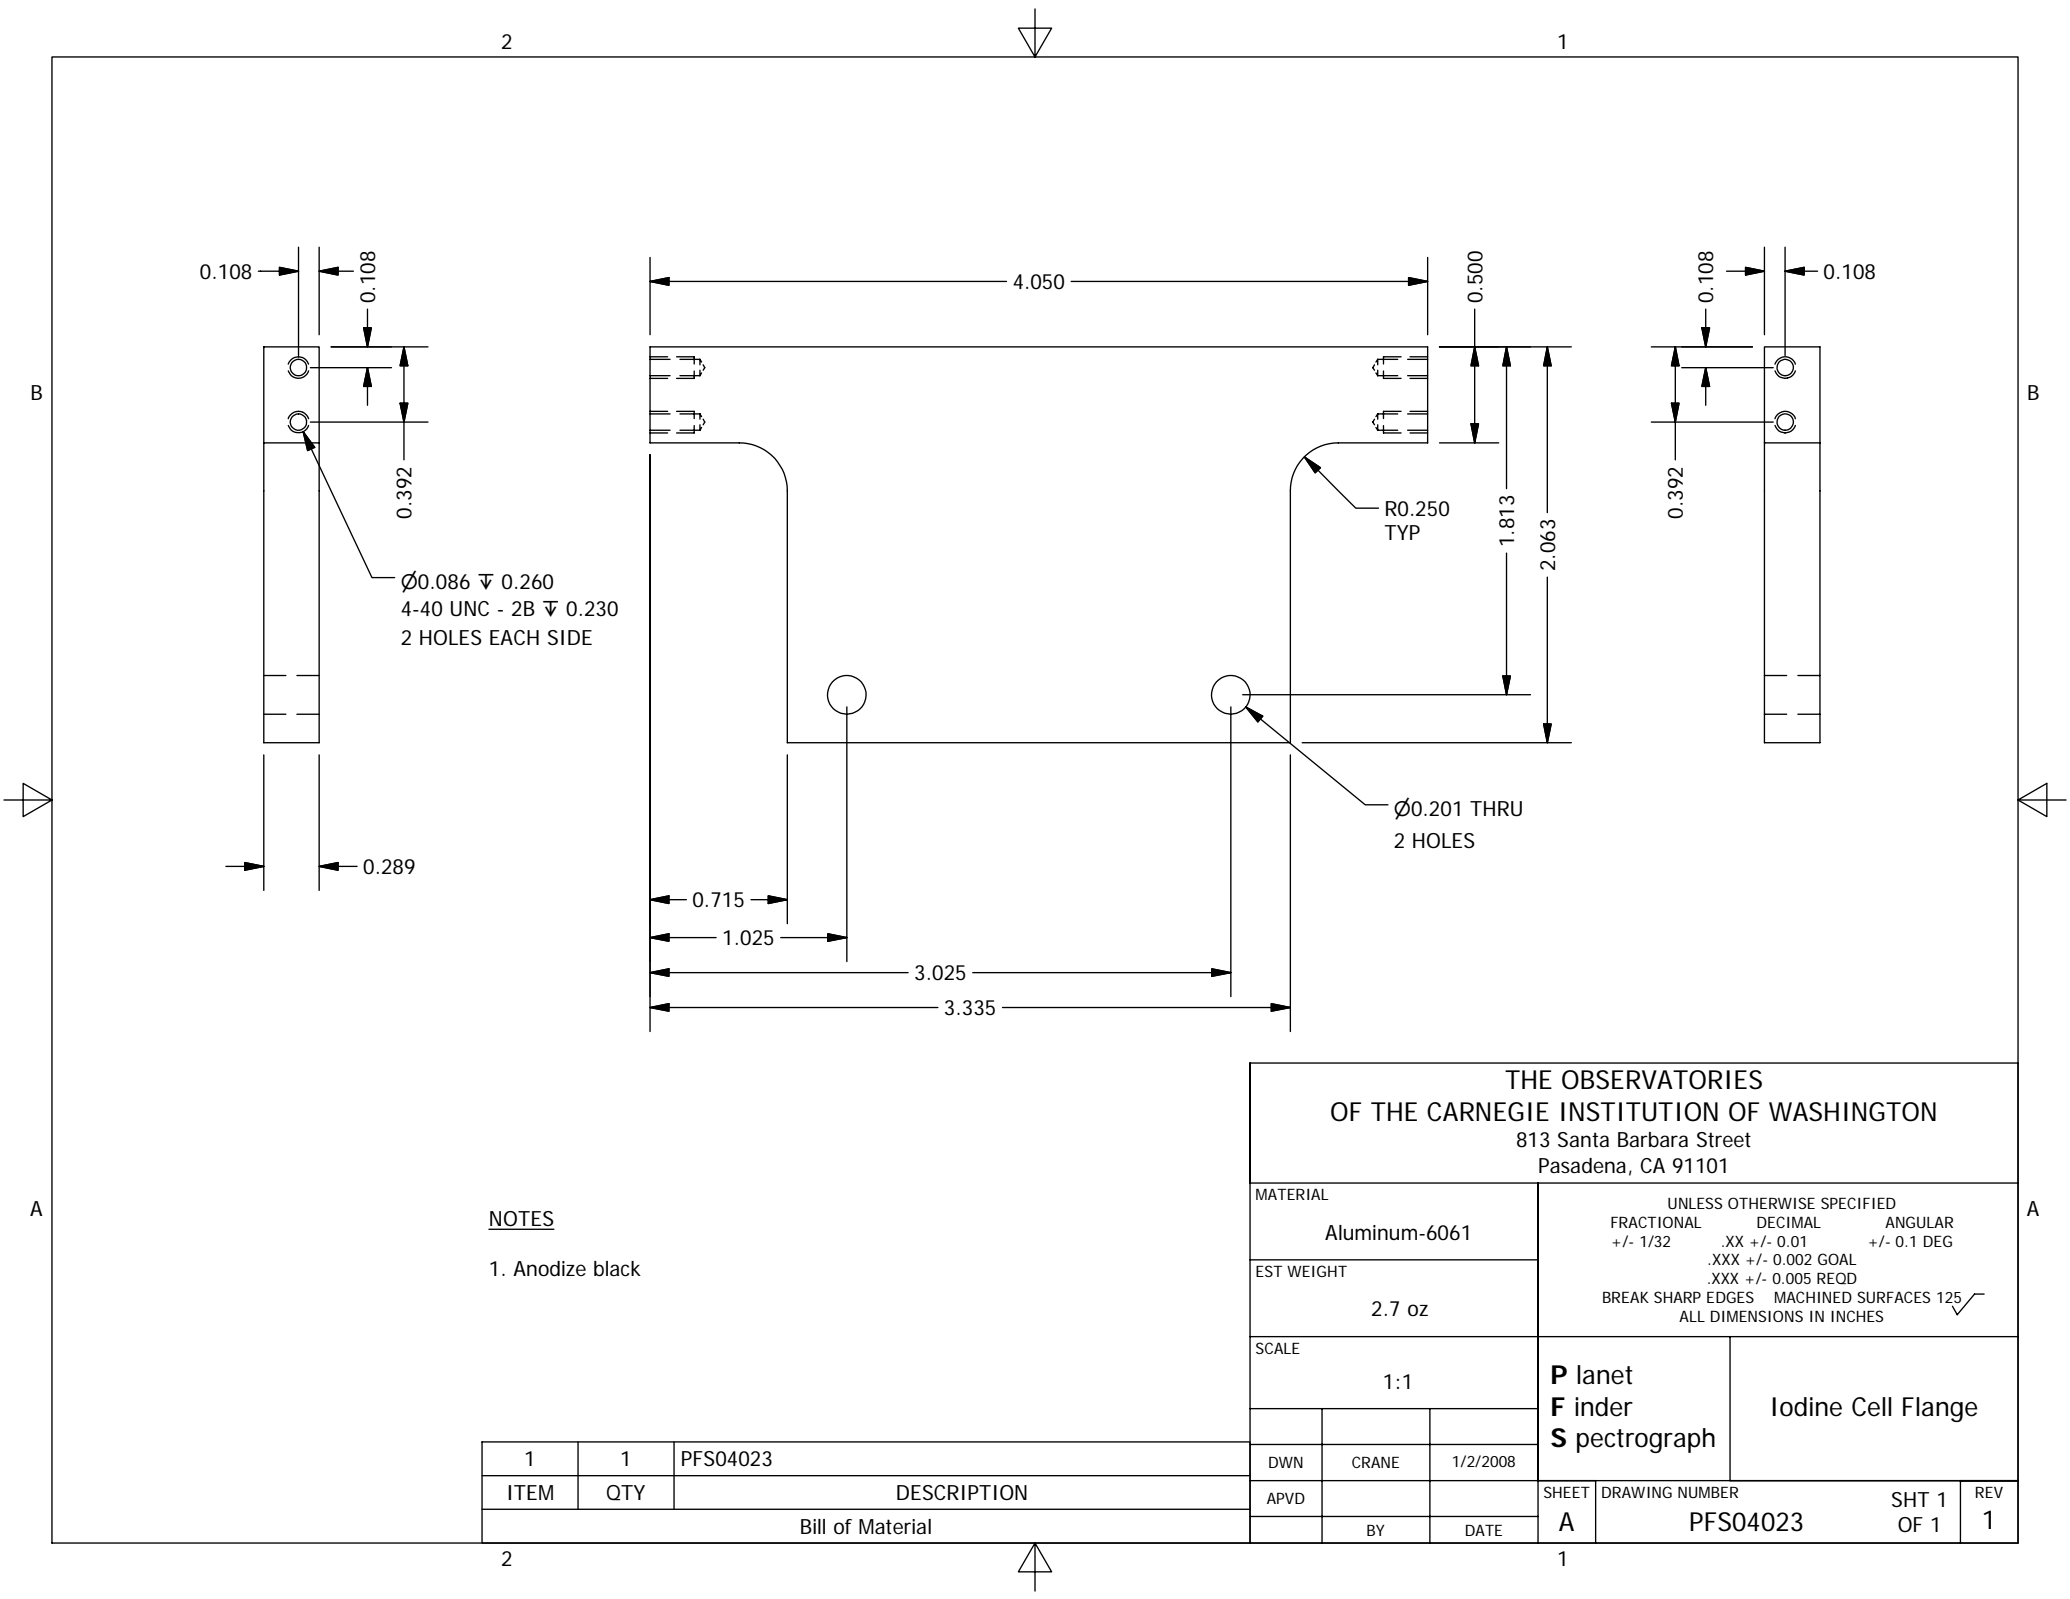 2
1
0.108
0.108
4.050
0.500
0.108
0.108
B
B
0.392
R0.250
TYP
1.813
2.063
0.392
Ø0.086 ↧ 0.260
4-40 UNC - 2B ↧ 0.230
2 HOLES EACH SIDE
Ø0.201 THRU
2 HOLES
0.289
0.715
1.025
3.025
3.335
THE OBSERVATORIES
OF THE CARNEGIE INSTITUTION OF WASHINGTON
813 Santa Barbara Street
Pasadena, CA 91101
A
A
NOTES
1. Anodize black
MATERIAL
Aluminum-6061
EST WEIGHT
2.7 oz
SCALE
1:1
UNLESS OTHERWISE SPECIFIED
FRACTIONAL DECIMAL ANGULAR
+/- 1/32 .XX +/- 0.01 +/- 0.1 DEG
.XXX +/- 0.002 GOAL
.XXX +/- 0.005 REQD
BREAK SHARP EDGES MACHINED SURFACES 125
ALL DIMENSIONS IN INCHES
P lanet
F inder
S pectrograph
Iodine Cell Flange
1 1 PFS04023
ITEM QTY DESCRIPTION
Bill of Material
DWN CRANE 1/2/2008
APVD
BY DATE
SHEET
A
DRAWING NUMBER
PFS04023
SHT 1
OF 1
REV
1
2
1